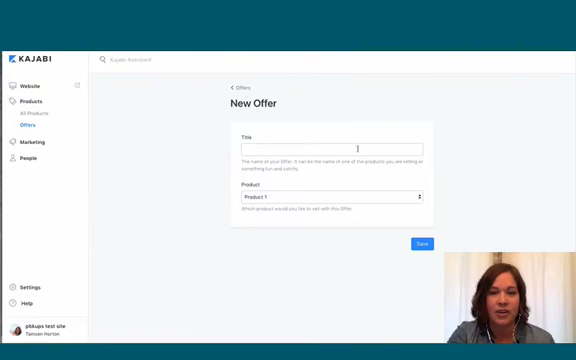 KAJABI
Kajabi Assistant
Website
Products
All Products
Offers
Marketing
People
Settings
Help
pbkups test site
Tamsen Horton
Offers
New Offer
Title
The name of your Offer. It can be the name of one of the products you are selling or
something fun and catchy.
Product
Product 1
Which product would you like to sell with this Offer.
Save